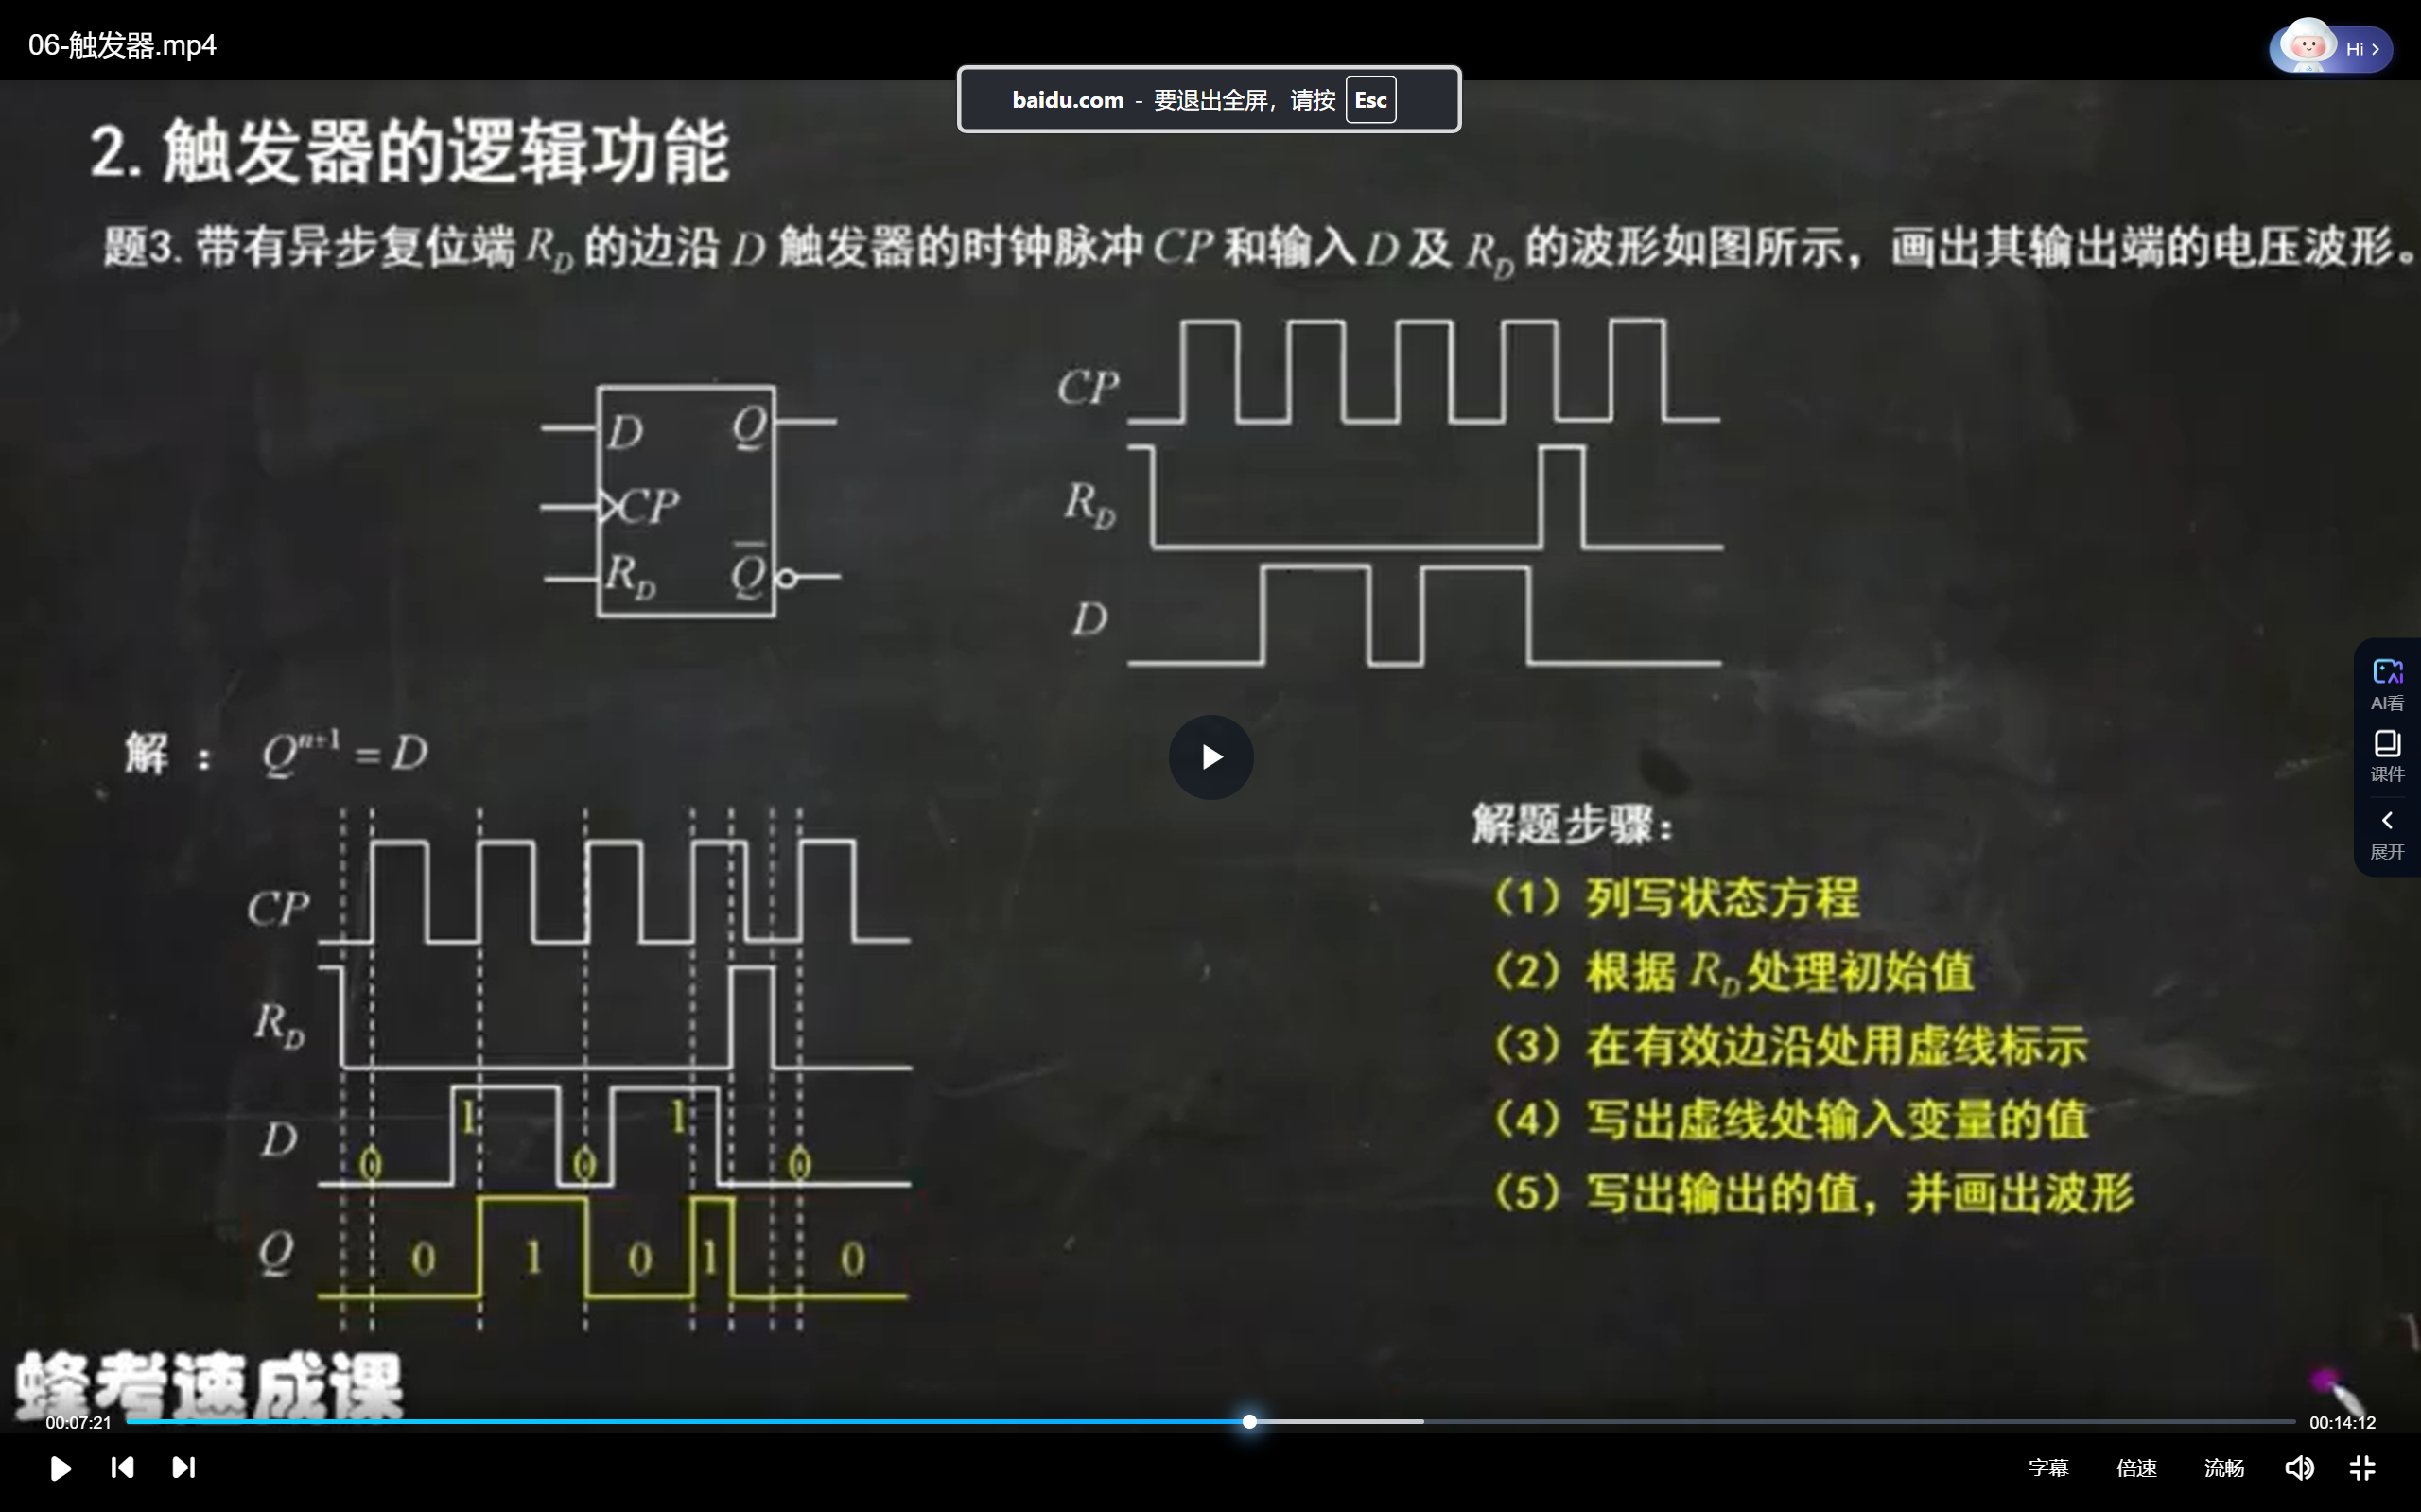 06-触发器.mp4
Hi >
baidu.com - 要退出全屏，请按 Esc
2. 触发器的逻辑功能
题3. 带有异步复位端 R_D 的边沿 D 触发器的时钟脉冲 CP 和输入 D 及 R_D 的波形如图所示，画出其输出端的电压波形。
D Q
CP
R_D Q̅
CP
R_D
D
解 ： Qⁿ⁺¹ = D
CP
R_D
D 0 1 0 1 0
Q 0 1 0 1 0
解题步骤：
（1）列写状态方程
（2）根据 R_D 处理初始值
（3）在有效边沿处用虚线标示
（4）写出虚线处输入变量的值
（5）写出输出的值，并画出波形
AI看
课件
展开
蜂考速成课
00:07:21
00:14:12
字幕 倍速 流畅